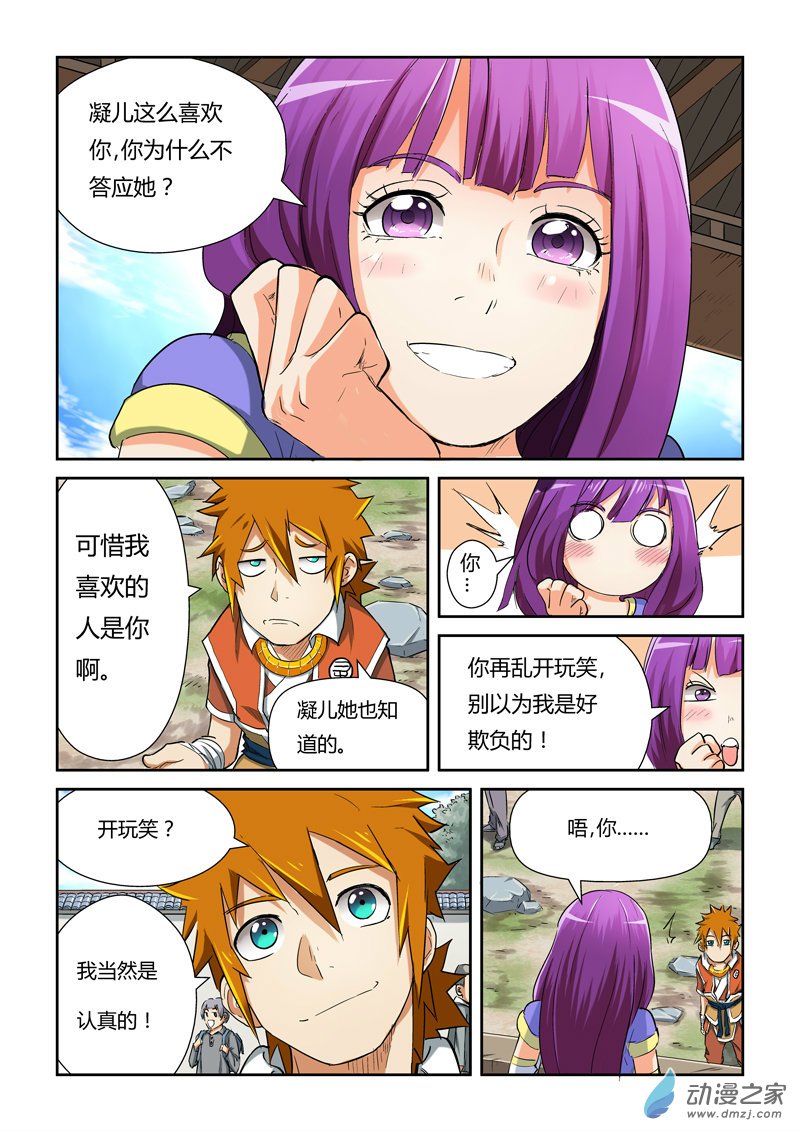 凝儿这么喜欢
你,你为什么不
答应她？
可惜我
喜欢的
人是你
啊。
凝儿她也知
道的。
你
…
你再乱开玩笑，
别以为我是好
欺负的！
开玩笑？
我当然是
认真的！
唔,你……
动漫之家
www.dmzj.com